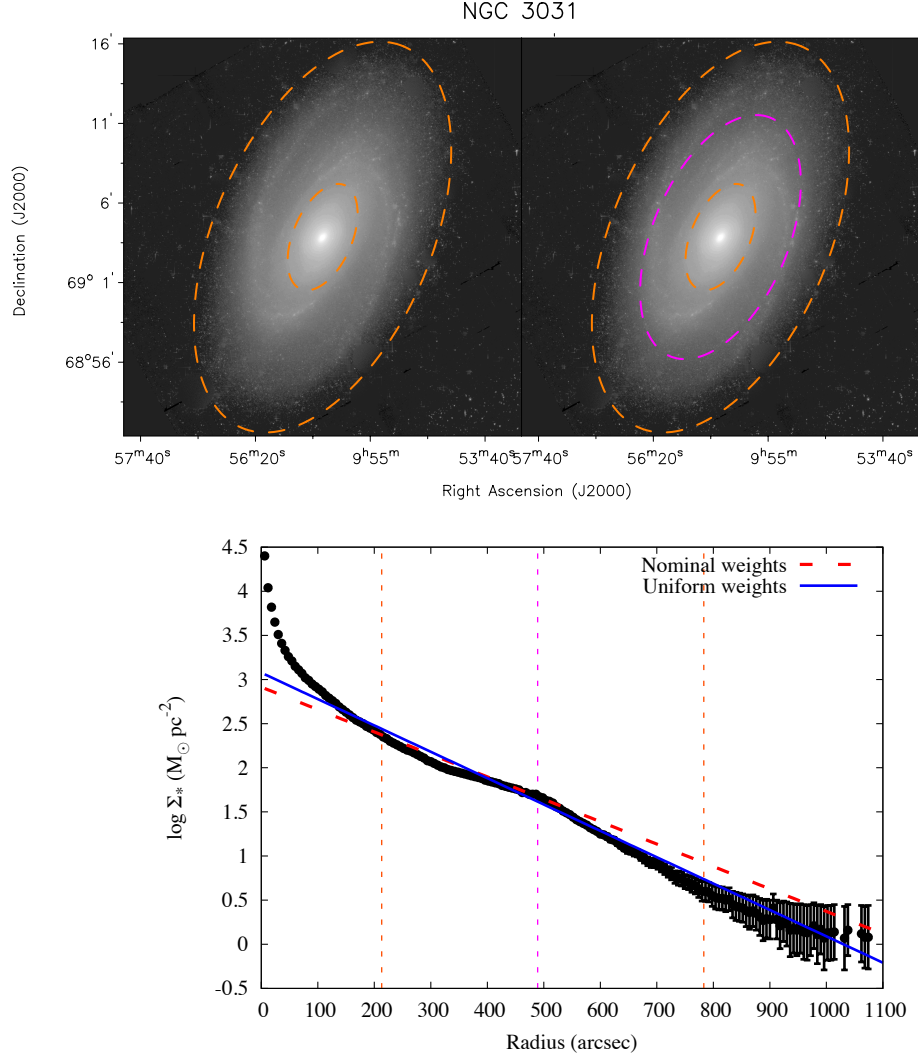 NGC 3031
16'
11'
6'
69° 1'
68°56'
Declination (J2000)
57ᵐ40ˢ 56ᵐ20ˢ 9ʰ55ᵐ 53ᵐ40ˢ57ᵐ40ˢ 56ᵐ20ˢ 9ʰ55ᵐ 53ᵐ40ˢ
Right Ascension (J2000)
4.5
4
3.5
3
2.5
2
1.5
1
0.5
0
-0.5
log Σ* (M⊙ pc⁻²)
Nominal weights
Uniform weights
0 100 200 300 400 500 600 700 800 900 1000 1100
Radius (arcsec)